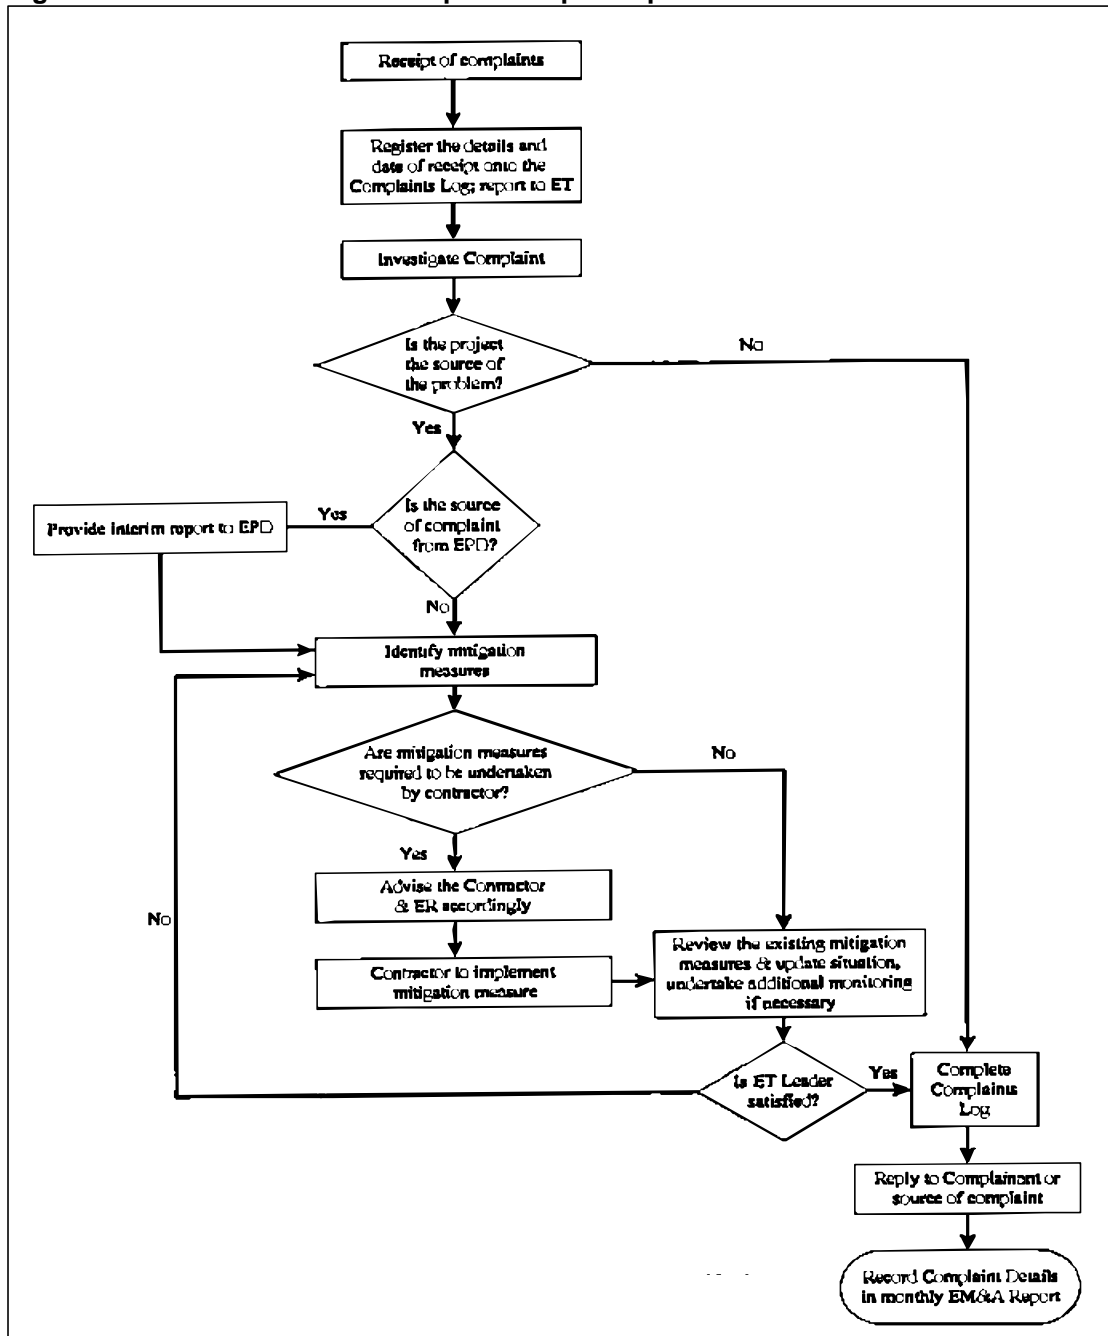 Receipt of complaints
Register the details and
date of receipt onto the
Complaints Log; report to ET
Investigate Complaint
Is the project
the source of
the problem?
No
Yes
Is the source
of complaint
from EPD?
Yes
Provide interim report to EPD
No
Identify mitigation
measures
Are mitigation measures
required to be undertaken
by contractor?
No
Yes
Advise the Contractor
& ER accordingly
No
Contractor to implement
mitigation measure
Review the existing mitigation
measures & update situation,
undertake additional monitoring
if necessary
Is ET Leader
satisfied?
Yes
Complete
Complaints
Log
Reply to Complainant or
source of complaint
Record Complaint Details
in monthly EM&A Report